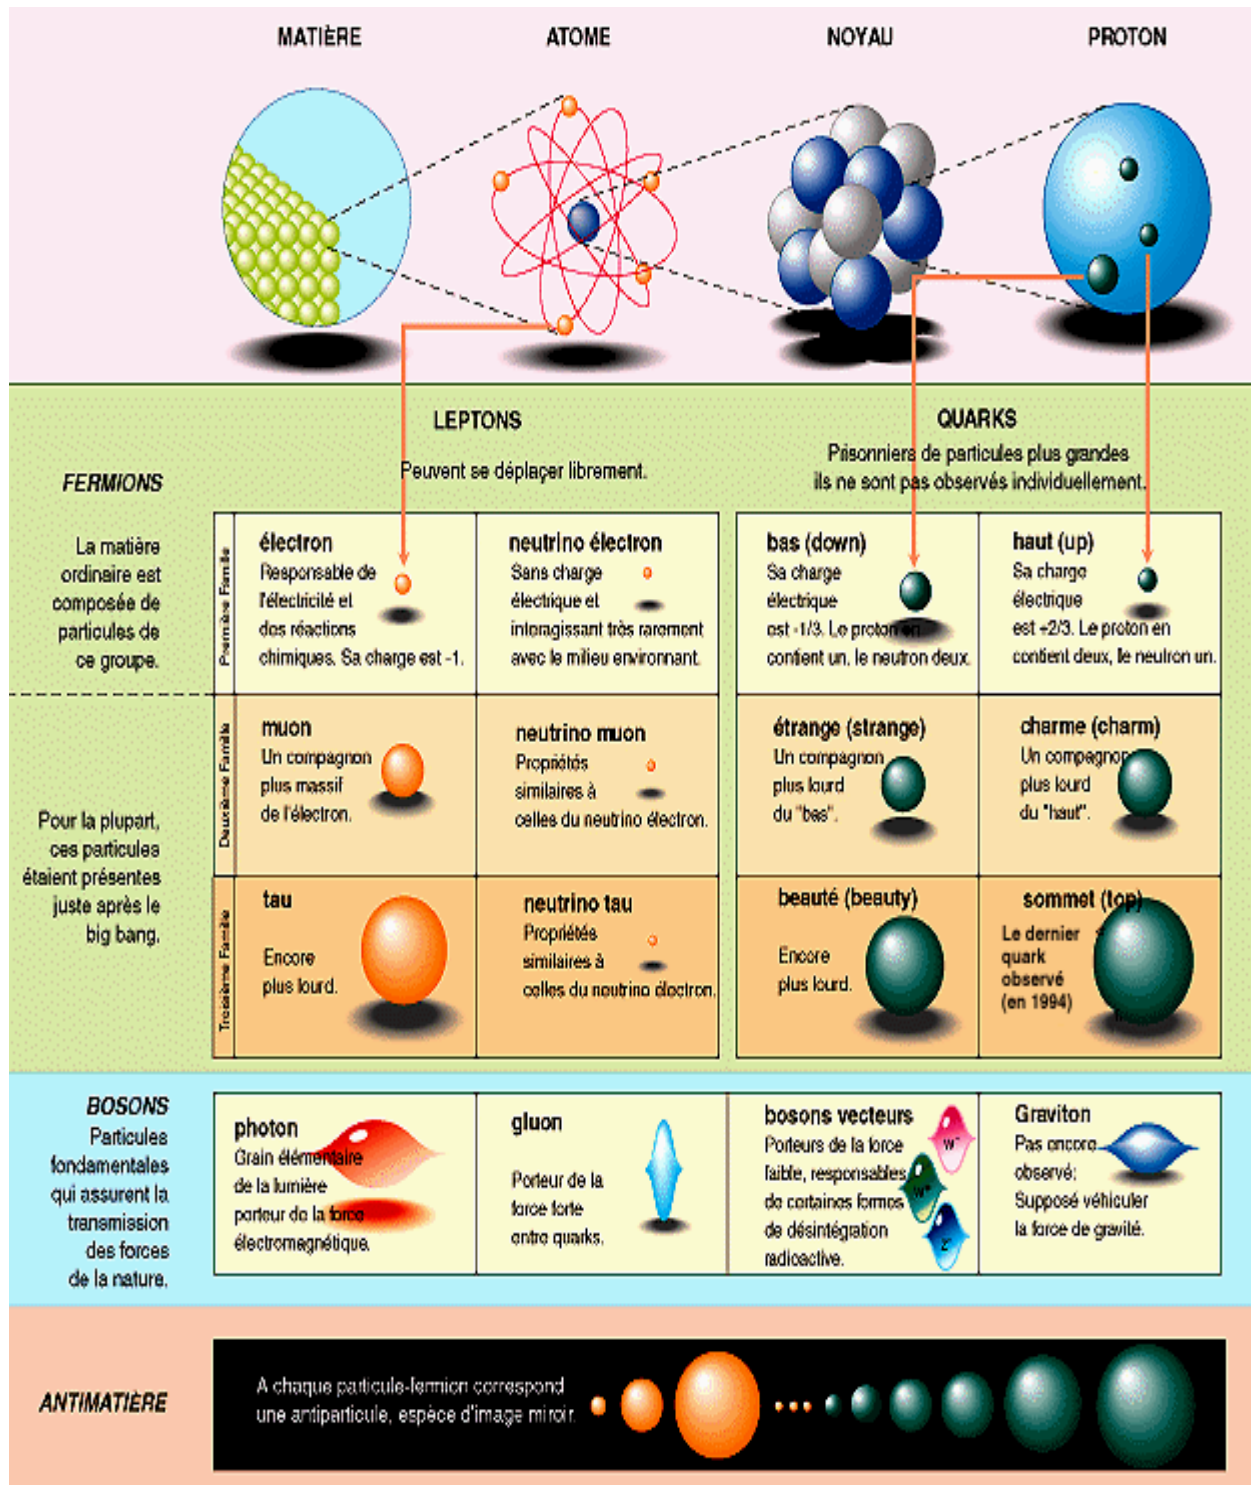 MATIÈRE
ATOME
NOYAU
PROTON
LEPTONS
Peuvent se déplaçer librement.
QUARKS
Prisonniers de particules plus grandes
ils ne sont pas observés individuellement.
FERMIONS
La matière
ordinaire est
composée de
particules de
ce groupe.
Première Famille
électron
Responsable de
l'électricité et
des réactions
chimiques. Sa charge est -1.
neutrino électron
Sans charge
électrique et
interagissant très rarement
avec le milieu environnant.
bas (down)
Sa charge
électrique
est -1/3. Le proton en
contient un, le neutron deux.
haut (up)
Sa charge
électrique
est +2/3. Le proton en
contient deux, le neutron un.
Pour la plupart,
ces particules
étaient présentes
juste après le
big bang.
Deuxième Famille
muon
Un compagnon
plus massif
de l'électron.
neutrino muon
Propriétés
similaires à
celles du neutrino électron.
étrange (strange)
Un compagnon
plus lourd
du "bas".
charme (charm)
Un compagnon
plus lourd
du "haut".
Troisième Famille
tau
Encore
plus lourd.
neutrino tau
Propriétés
similaires à
celles du neutrino électron.
beauté (beauty)
Encore
plus lourd.
sommet (top)
Le dernier
quark
observé
(en 1994)
BOSONS
Particules
fondamentales
qui assurent la
transmission
des forces
de la nature.
photon
Grain élémentaire
de la lumière
porteur de la force
électromagnétique.
gluon
Porteur de la
force forte
entre quarks.
bosons vecteurs
Porteurs de la force
faible, responsables
de certaines formes
de désintégration
radioactive.
W⁻
W⁺
Z°
Graviton
Pas encore
observé:
Supposé véhiculer
la force de gravité.
ANTIMATIÈRE
A chaque particule-fermion correspond
une antiparticule, espèce d'image miroir.